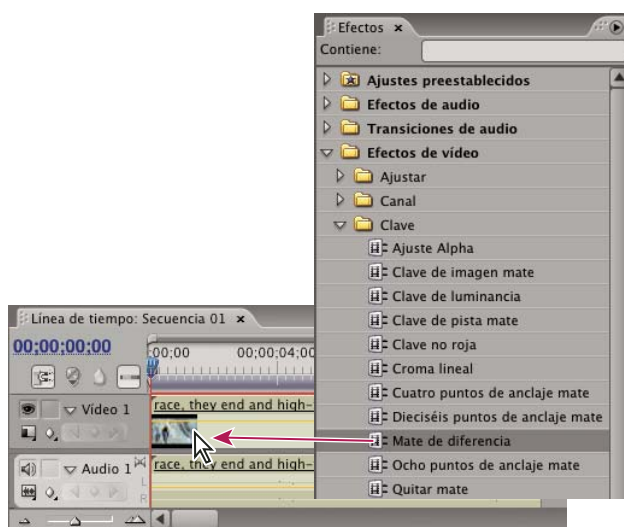 Efectos
Contiene:
Ajustes preestablecidos
Efectos de audio
Transiciones de audio
Efectos de vídeo
Ajustar
Canal
Clave
Ajuste Alpha
Clave de imagen mate
Clave de luminancia
Clave de pista mate
Clave no roja
Croma lineal
Cuatro puntos de anclaje mate
Dieciséis puntos de anclaje mate
Mate de diferencia
Ocho puntos de anclaje mate
Quitar mate
Línea de tiempo: Secuencia 01
00;00;00;00
;00;00 00;00;04;00
Vídeo 1
race, they end and high-
Audio 1
race, they end and high-
L
R